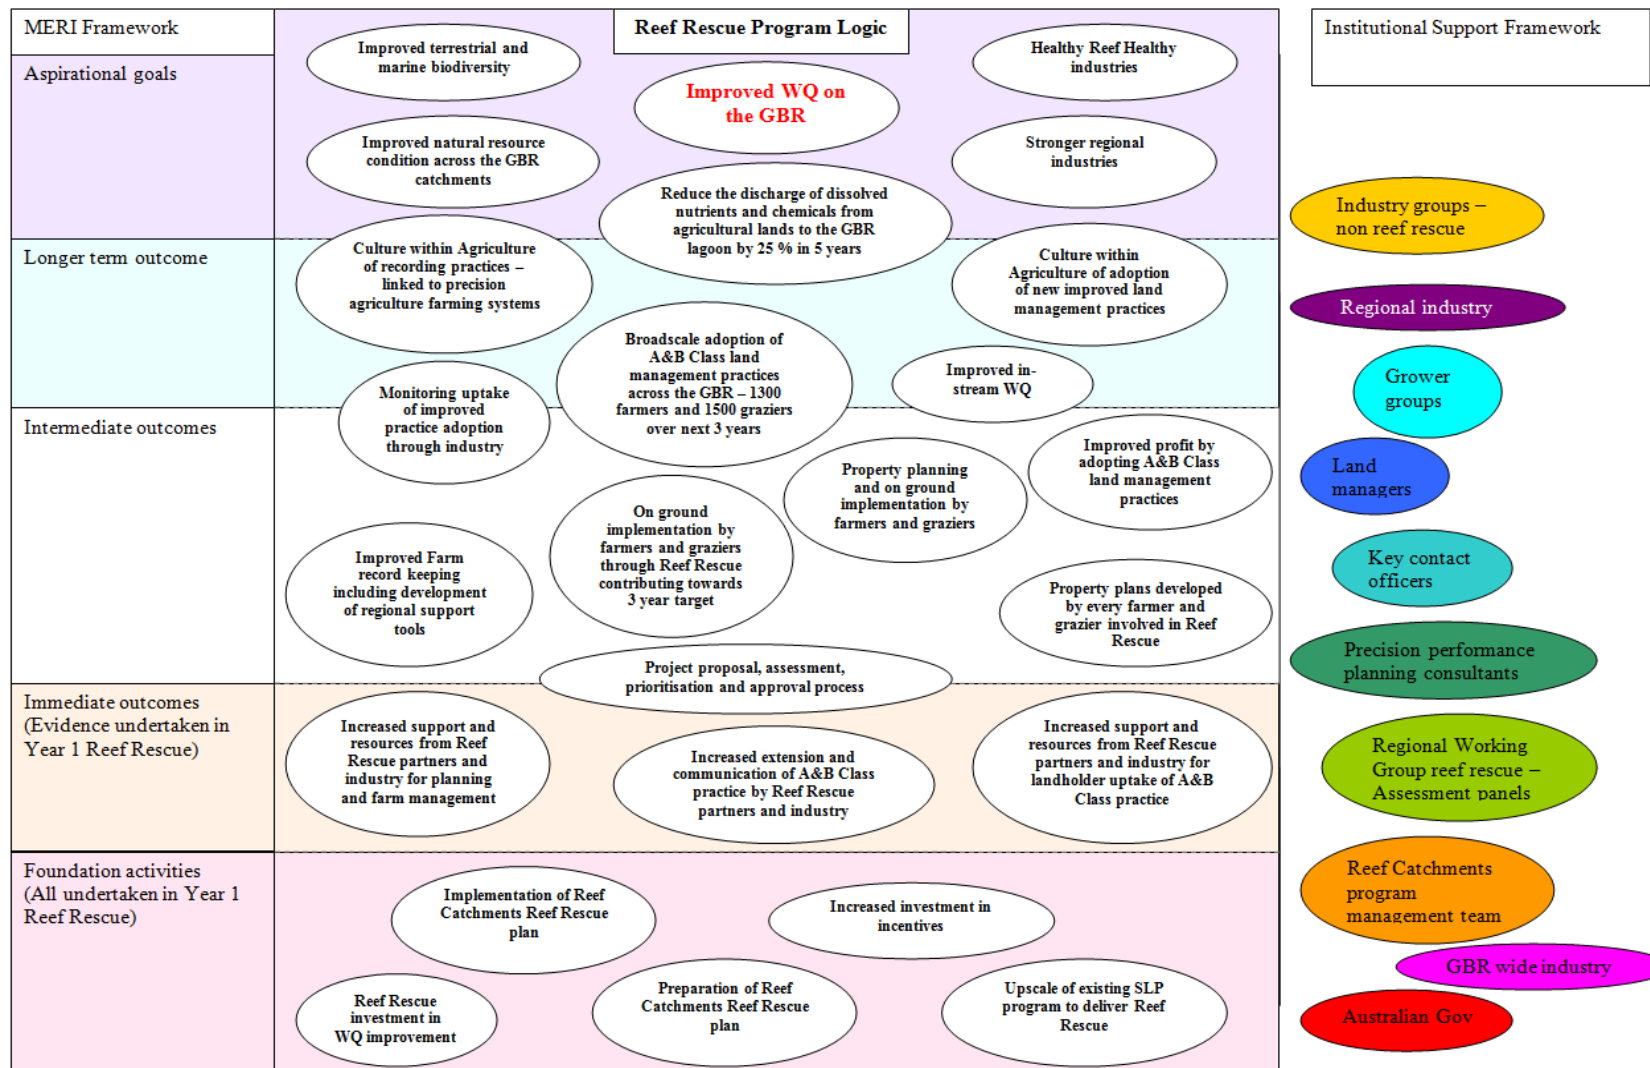 MERI Framework
Reef Rescue Program Logic
Institutional Support Framework
Aspirational goals
Improved terrestrial and
marine biodiversity
Improved WQ on
the GBR
Healthy Reef Healthy
industries
Improved natural resource
condition across the GBR
catchments
Stronger regional
industries
Reduce the discharge of dissolved
nutrients and chemicals from
agricultural lands to the GBR
lagoon by 25 % in 5 years
Longer term outcome
Culture within Agriculture
of recording practices –
linked to precision
agriculture farming systems
Culture within
Agriculture of adoption
of new improved land
management practices
Broadscale adoption of
A&B Class land
management practices
across the GBR – 1300
farmers and 1500 graziers
over next 3 years
Improved in-
stream WQ
Monitoring uptake
of improved
practice adoption
through industry
Intermediate outcomes
Improved profit by
adopting A&B Class
land management
practices
Property planning
and on ground
implementation by
farmers and graziers
On ground
implementation by
farmers and graziers
through Reef Rescue
contributing towards
3 year target
Improved Farm
record keeping
including development
of regional support
tools
Property plans developed
by every farmer and
grazier involved in Reef
Rescue
Project proposal, assessment,
prioritisation and approval process
Immediate outcomes
(Evidence undertaken in
Year 1 Reef Rescue)
Increased support and
resources from Reef
Rescue partners and
industry for planning
and farm management
Increased extension and
communication of A&B Class
practice by Reef Rescue
partners and industry
Increased support and
resources from Reef Rescue
partners and industry for
landholder uptake of A&B
Class practice
Foundation activities
(All undertaken in Year 1
Reef Rescue)
Implementation of Reef
Catchments Reef Rescue
plan
Increased investment in
incentives
Reef Rescue
investment in
WQ improvement
Preparation of Reef
Catchments Reef Rescue
plan
Upscale of existing SLP
program to deliver Reef
Rescue
Industry groups –
non reef rescue
Regional industry
Grower
groups
Land
managers
Key contact
officers
Precision performance
planning consultants
Regional Working
Group reef rescue –
Assessment panels
Reef Catchments
program
management team
GBR wide industry
Australian Gov